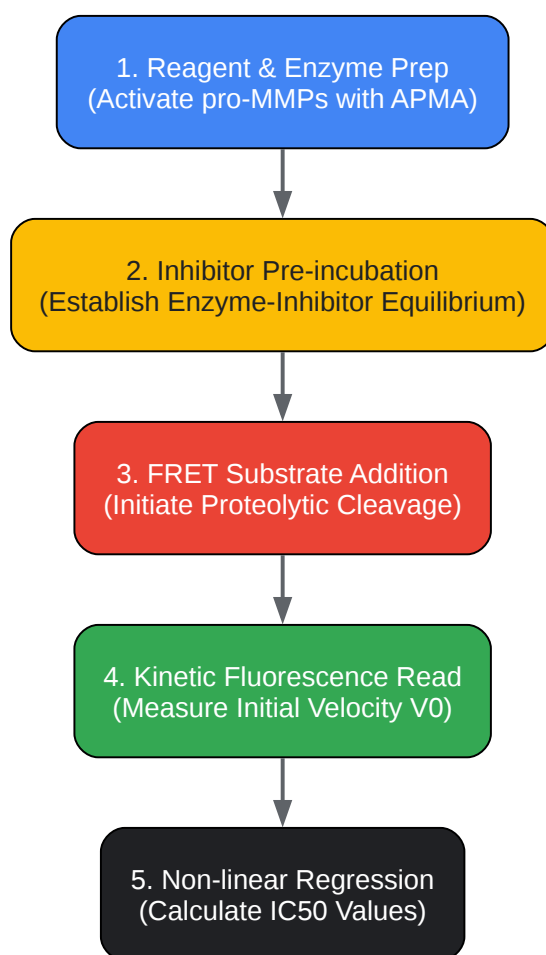 1. Reagent & Enzyme Prep
(Activate pro-MMPs with APMA)
2. Inhibitor Pre-incubation
(Establish Enzyme-Inhibitor Equilibrium)
3. FRET Substrate Addition
(Initiate Proteolytic Cleavage)
4. Kinetic Fluorescence Read
(Measure Initial Velocity V0)
5. Non-linear Regression
(Calculate IC50 Values)